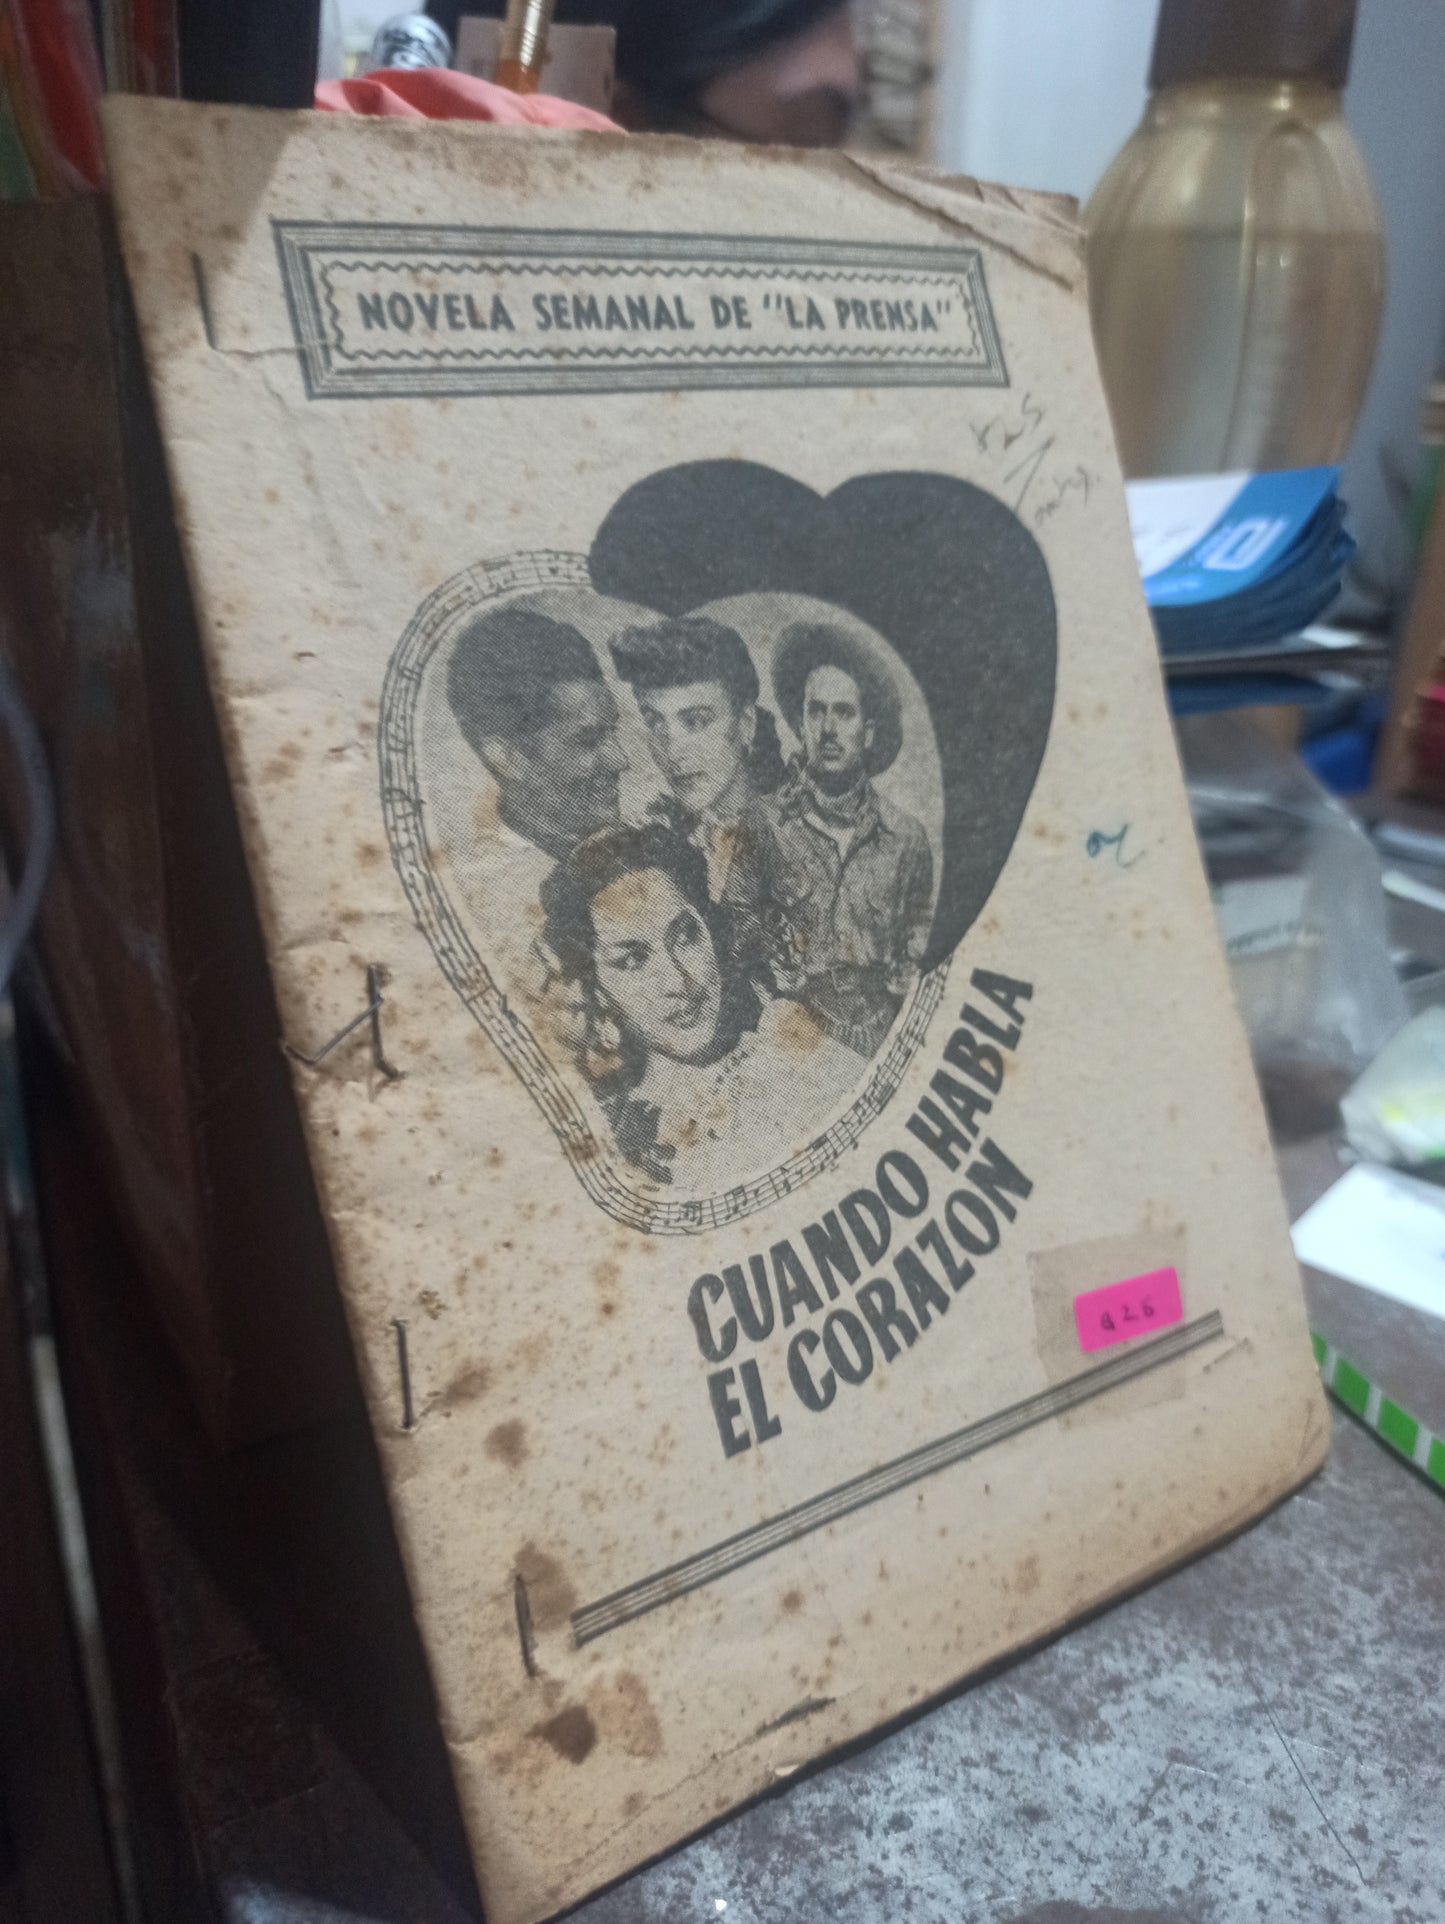 NOVELA SEMANAL DE "LA PRENSA"
CUANDO HABLA
EL CORAZON